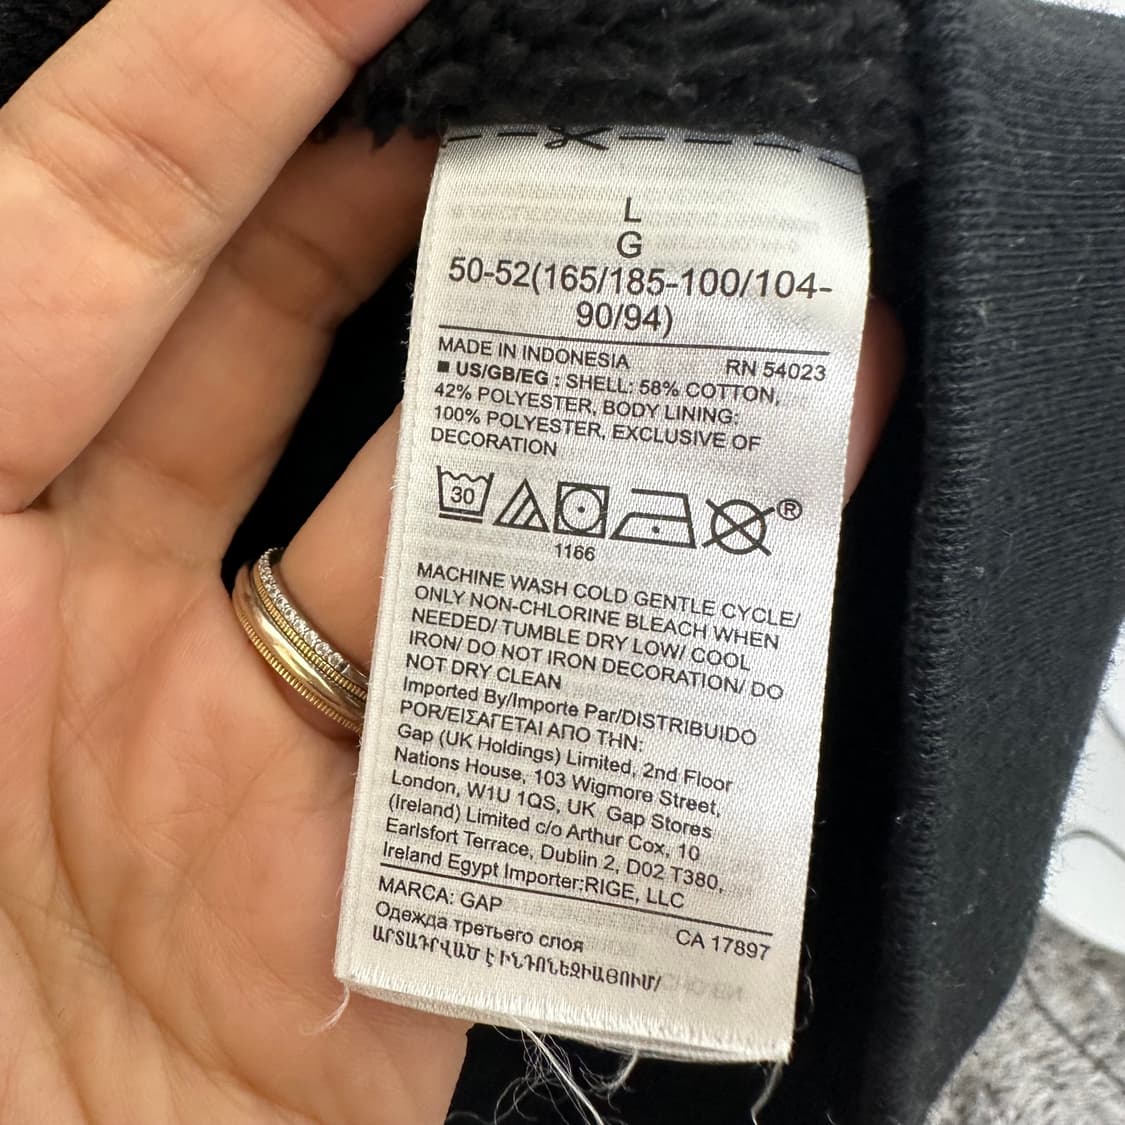 L
G
50-52(165/185-100/104-
90/94)
MADE IN INDONESIA RN 54023
■ US/GB/EG : SHELL: 58% COTTON,
42% POLYESTER, BODY LINING:
100% POLYESTER, EXCLUSIVE OF
DECORATION
30 ®
1166
MACHINE WASH COLD GENTLE CYCLE/
ONLY NON-CHLORINE BLEACH WHEN
NEEDED/ TUMBLE DRY LOW/ COOL
IRON/ DO NOT IRON DECORATION/ DO
NOT DRY CLEAN
Imported By/Importe Par/DISTRIBUIDO
POR/ΕΙΣΑΓΕΤΑΙ ΑΠΟ ΤΗΝ:
Gap (UK Holdings) Limited, 2nd Floor
Nations House, 103 Wigmore Street,
London, W1U 1QS, UK Gap Stores
(Ireland) Limited c/o Arthur Cox, 10
Earlsfort Terrace, Dublin 2, D02 T380,
Ireland Egypt Importer:RIGE, LLC
MARCA: GAP CA 17897
Одежда третьего слоя
ԱՐՏԱԴՐՎԱԾ է ԻՆԴՈՆԵԶԻԱՅՈՒՄ/